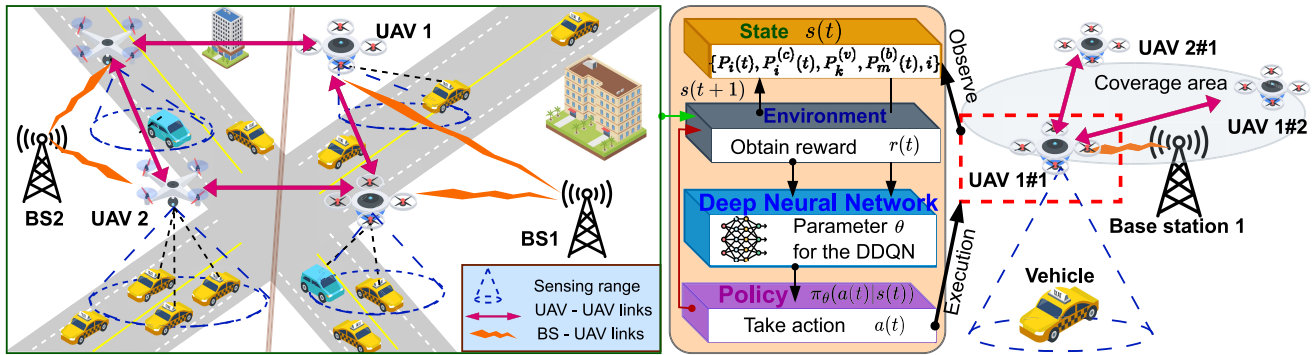 UAV 1
BS2
UAV 2
BS1
Sensing range
UAV - UAV links
BS - UAV links
State s(t)
{P_i(t), P_i^{(c)}(t), P_k^{(v)}, P_m^{(b)}(t), i}
s(t+1)
Environment
Obtain reward r(t)
Deep Neural Network
Parameter θ
for the DDQN
Policy π_θ(a(t)|s(t))
Take action a(t)
Observe
Execution
UAV 2#1
Coverage area
UAV 1#2
UAV 1#1
Base station 1
Vehicle